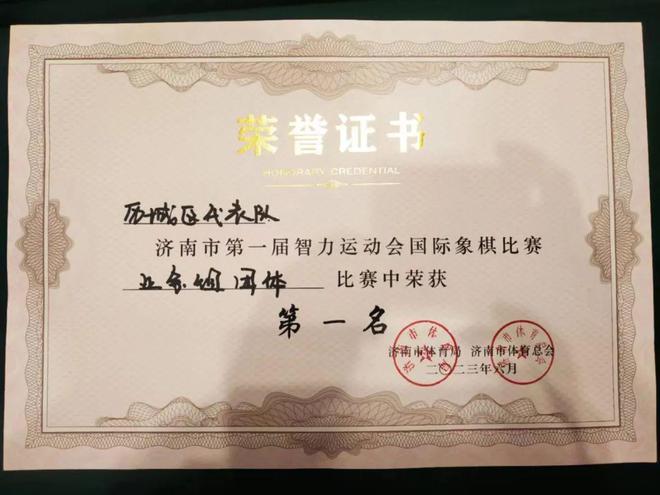 荣誉证书
HONORARY CREDENTIAL
历城区代表队
济南市第一届智力运动会国际象棋比赛
业余组团体 比赛中荣获
第一名
济南市体育局 济南市体育总会
二〇二三年六月